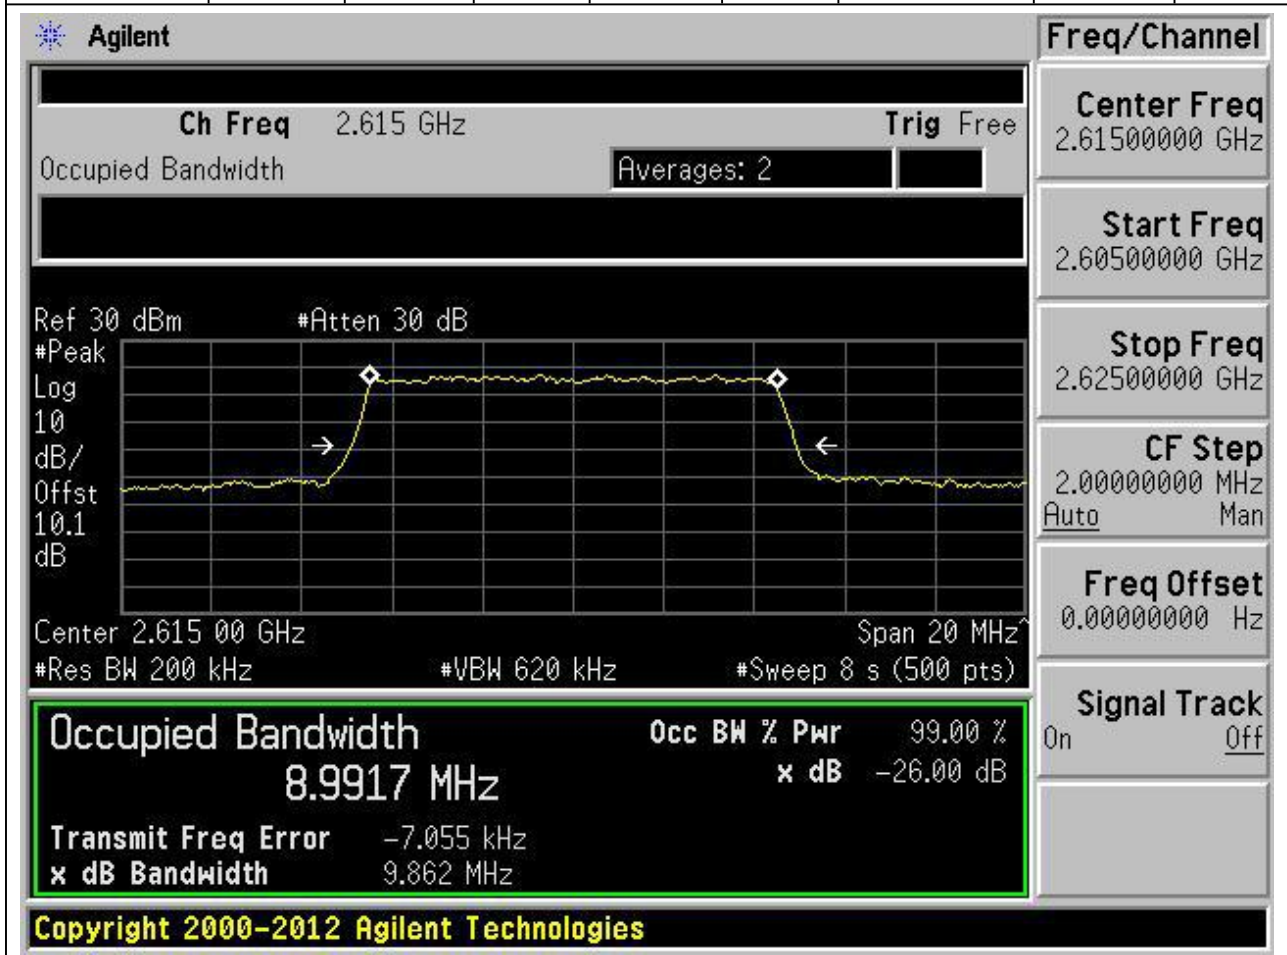 Agilent
Freq/Channel
Ch Freq 2.615 GHz Trig Free
Occupied Bandwidth Averages: 2
Center Freq
2.61500000 GHz
Start Freq
2.60500000 GHz
Stop Freq
2.62500000 GHz
CF Step
2.00000000 MHz
Auto Man
Freq Offset
0.00000000 Hz
Signal Track
On Off
Ref 30 dBm #Atten 30 dB
#Peak
Log
10
dB/
Offst
10.1
dB
Center 2.615 00 GHz Span 20 MHz^
#Res BW 200 kHz #VBW 620 kHz #Sweep 8 s (500 pts)
Occupied Bandwidth Occ BW % Pwr 99.00 %
8.9917 MHz x dB -26.00 dB
Transmit Freq Error -7.055 kHz
x dB Bandwidth 9.862 MHz
Copyright 2000-2012 Agilent Technologies